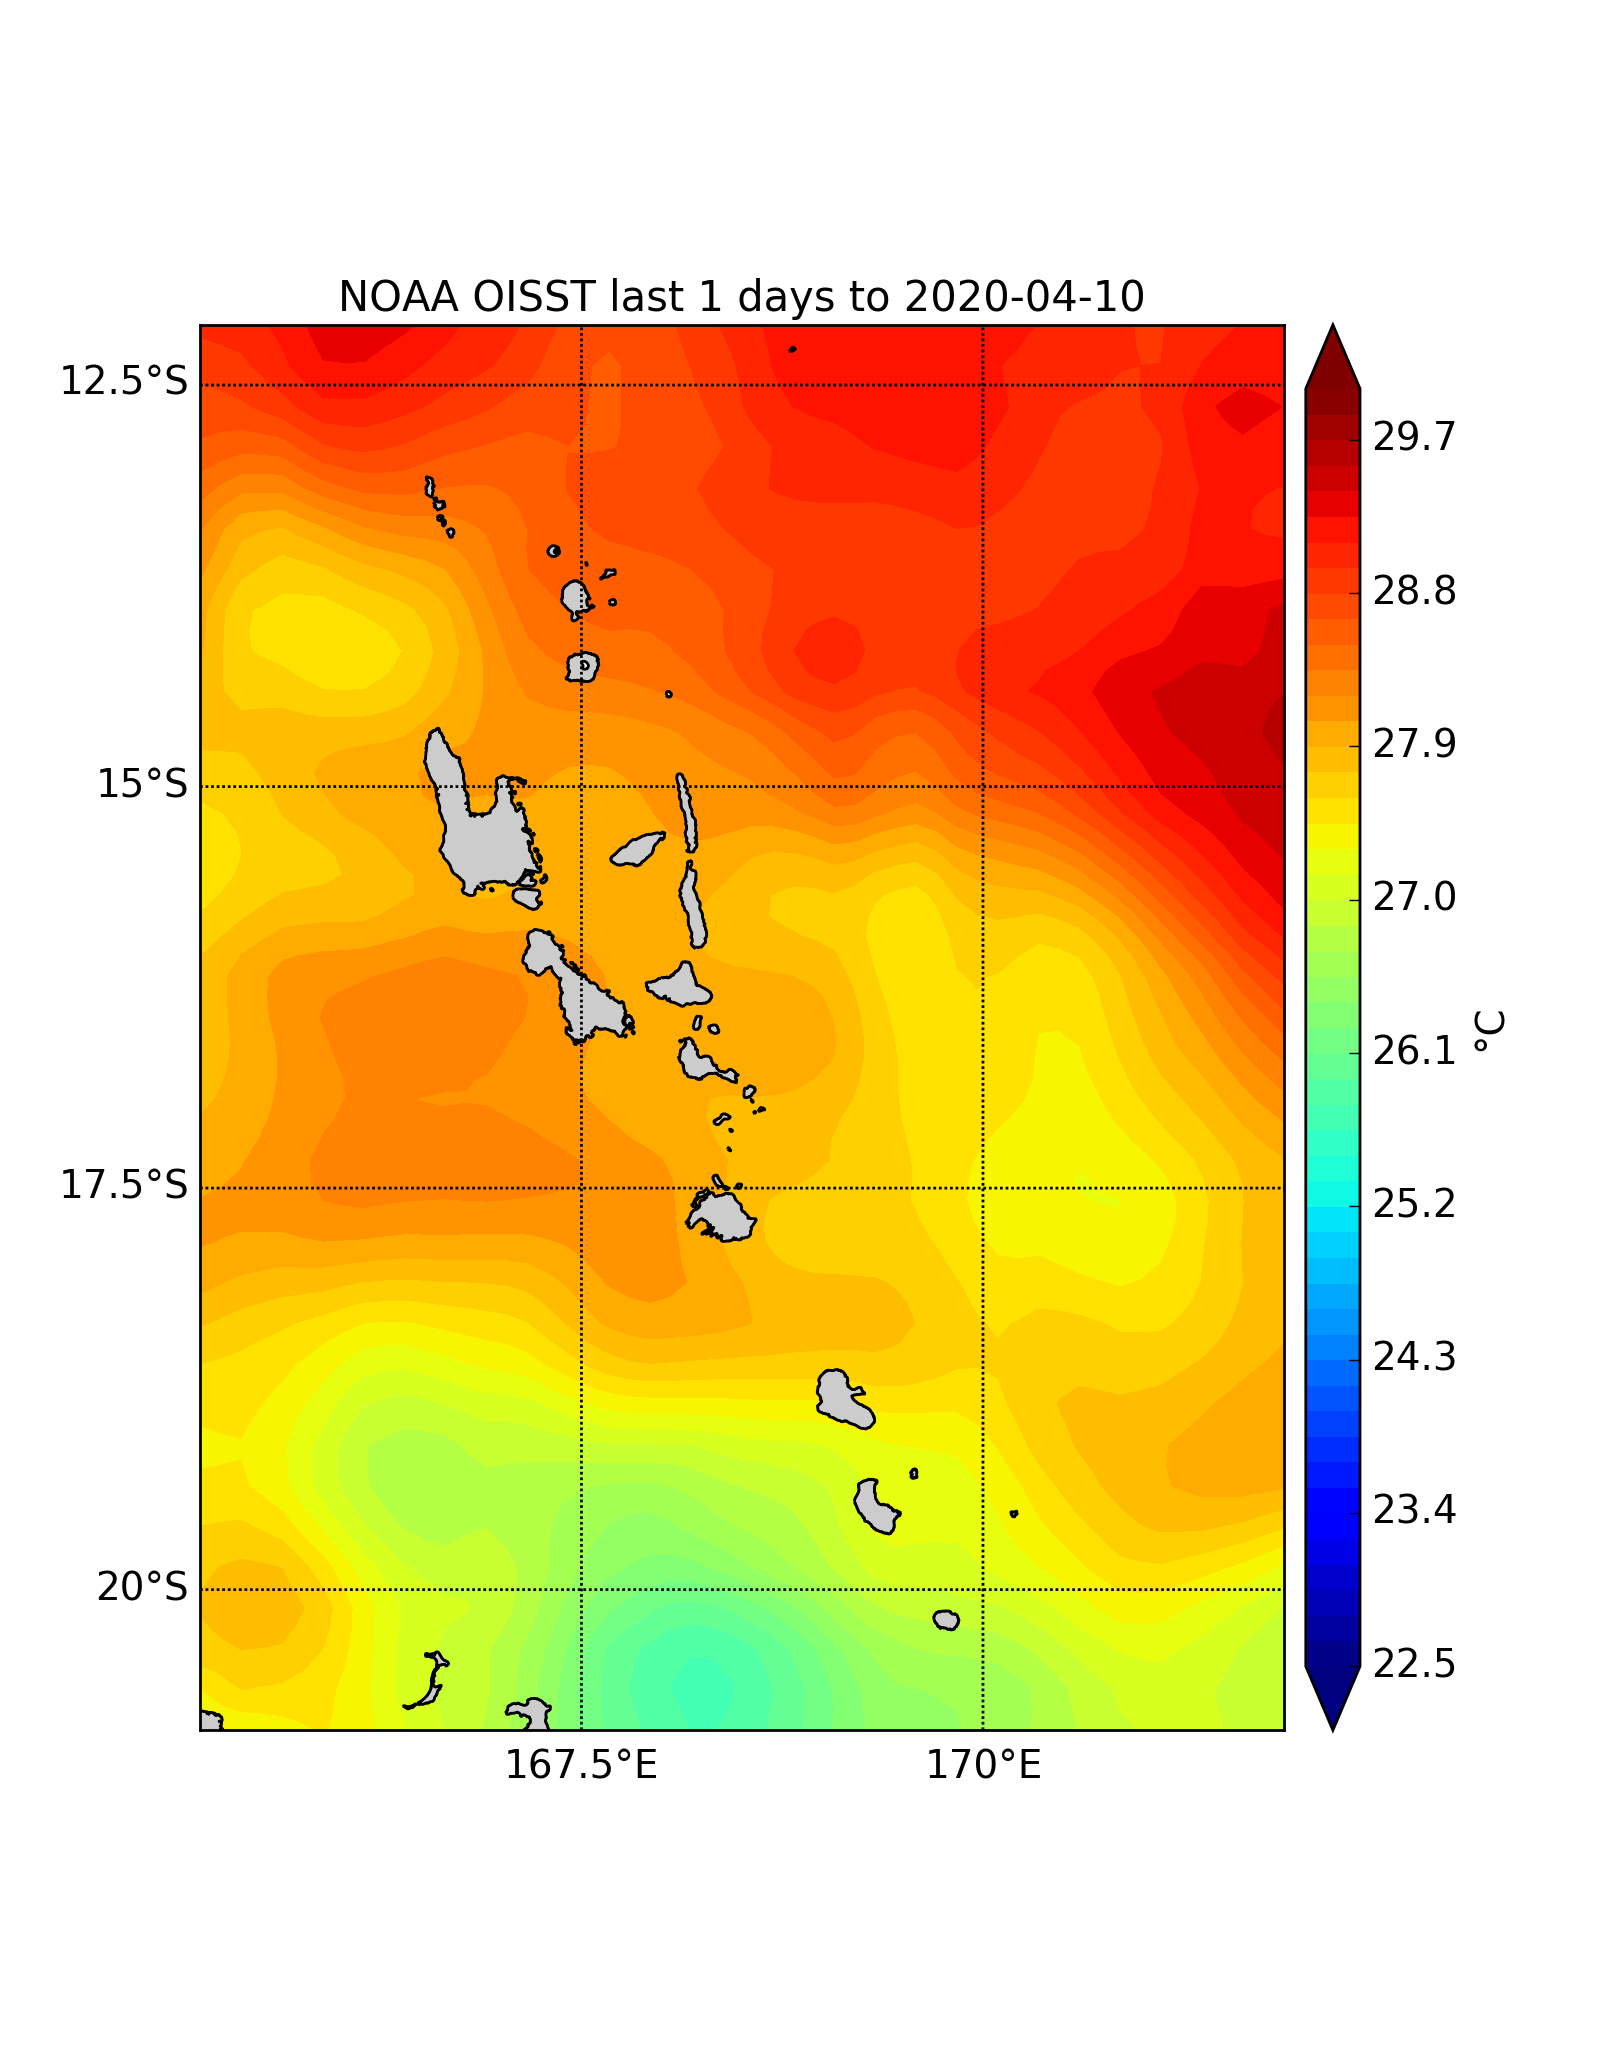 NOAA OISST last 1 days to 2020-04-10
12.5°S
15°S
17.5°S
20°S
167.5°E
170°E
29.7
28.8
27.9
27.0
26.1
25.2
24.3
23.4
22.5
°C